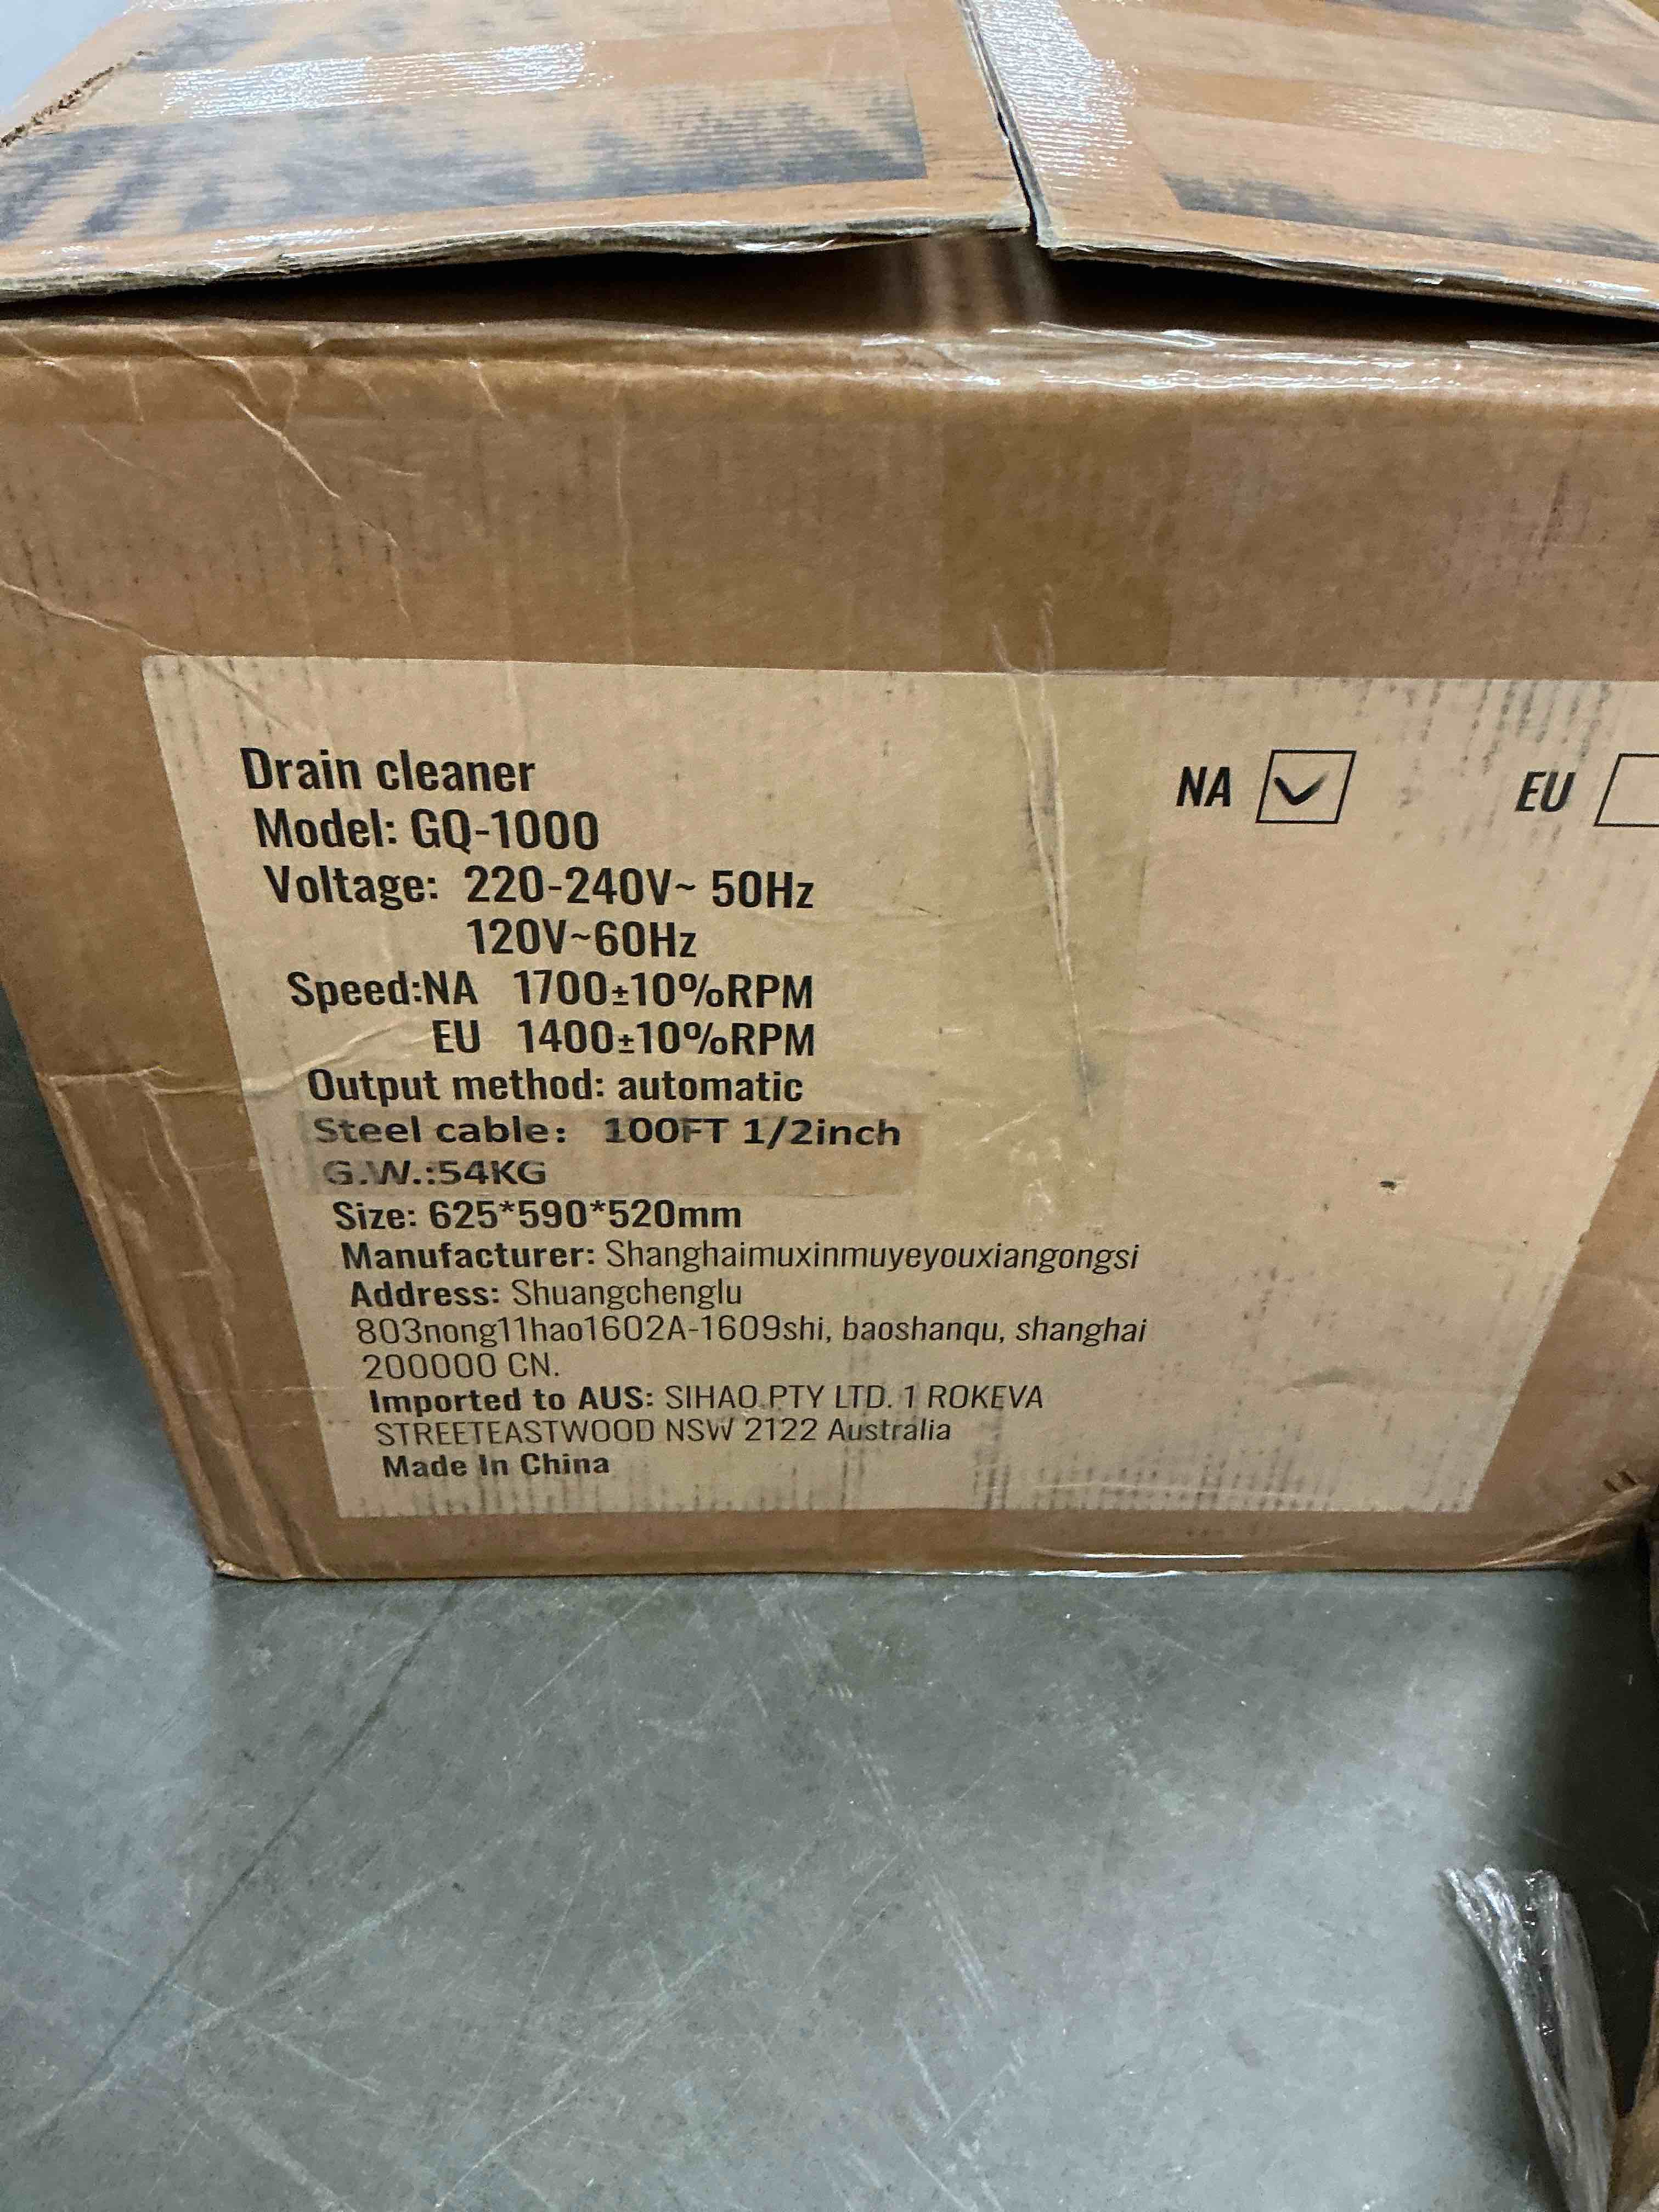 Drain cleaner
NA EU
Model: GQ-1000
Voltage: 220-240V~ 50Hz
120V~60Hz
Speed:NA 1700±10%RPM
EU 1400±10%RPM
Output method: automatic
Steel cable: 100FT 1/2inch
G.W.:54KG
Size: 625*590*520mm
Manufacturer: Shanghaimuxinmuyeyouxiangongsi
Address: Shuangchenglu
803nong11hao1602A-1609shi, baoshanqu, shanghai
200000 CN.
Imported to AUS: SIHAO PTY LTD. 1 ROKEVA
STREETEASTWOOD NSW 2122 Australia
Made In China